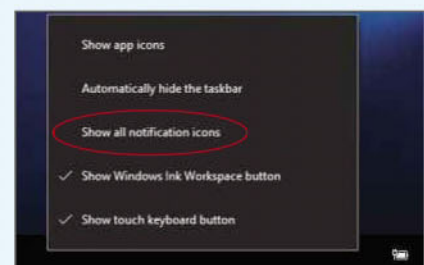 Show app icons
Automatically hide the taskbar
Show all notification icons
Show Windows Ink Workspace button
Show touch keyboard button